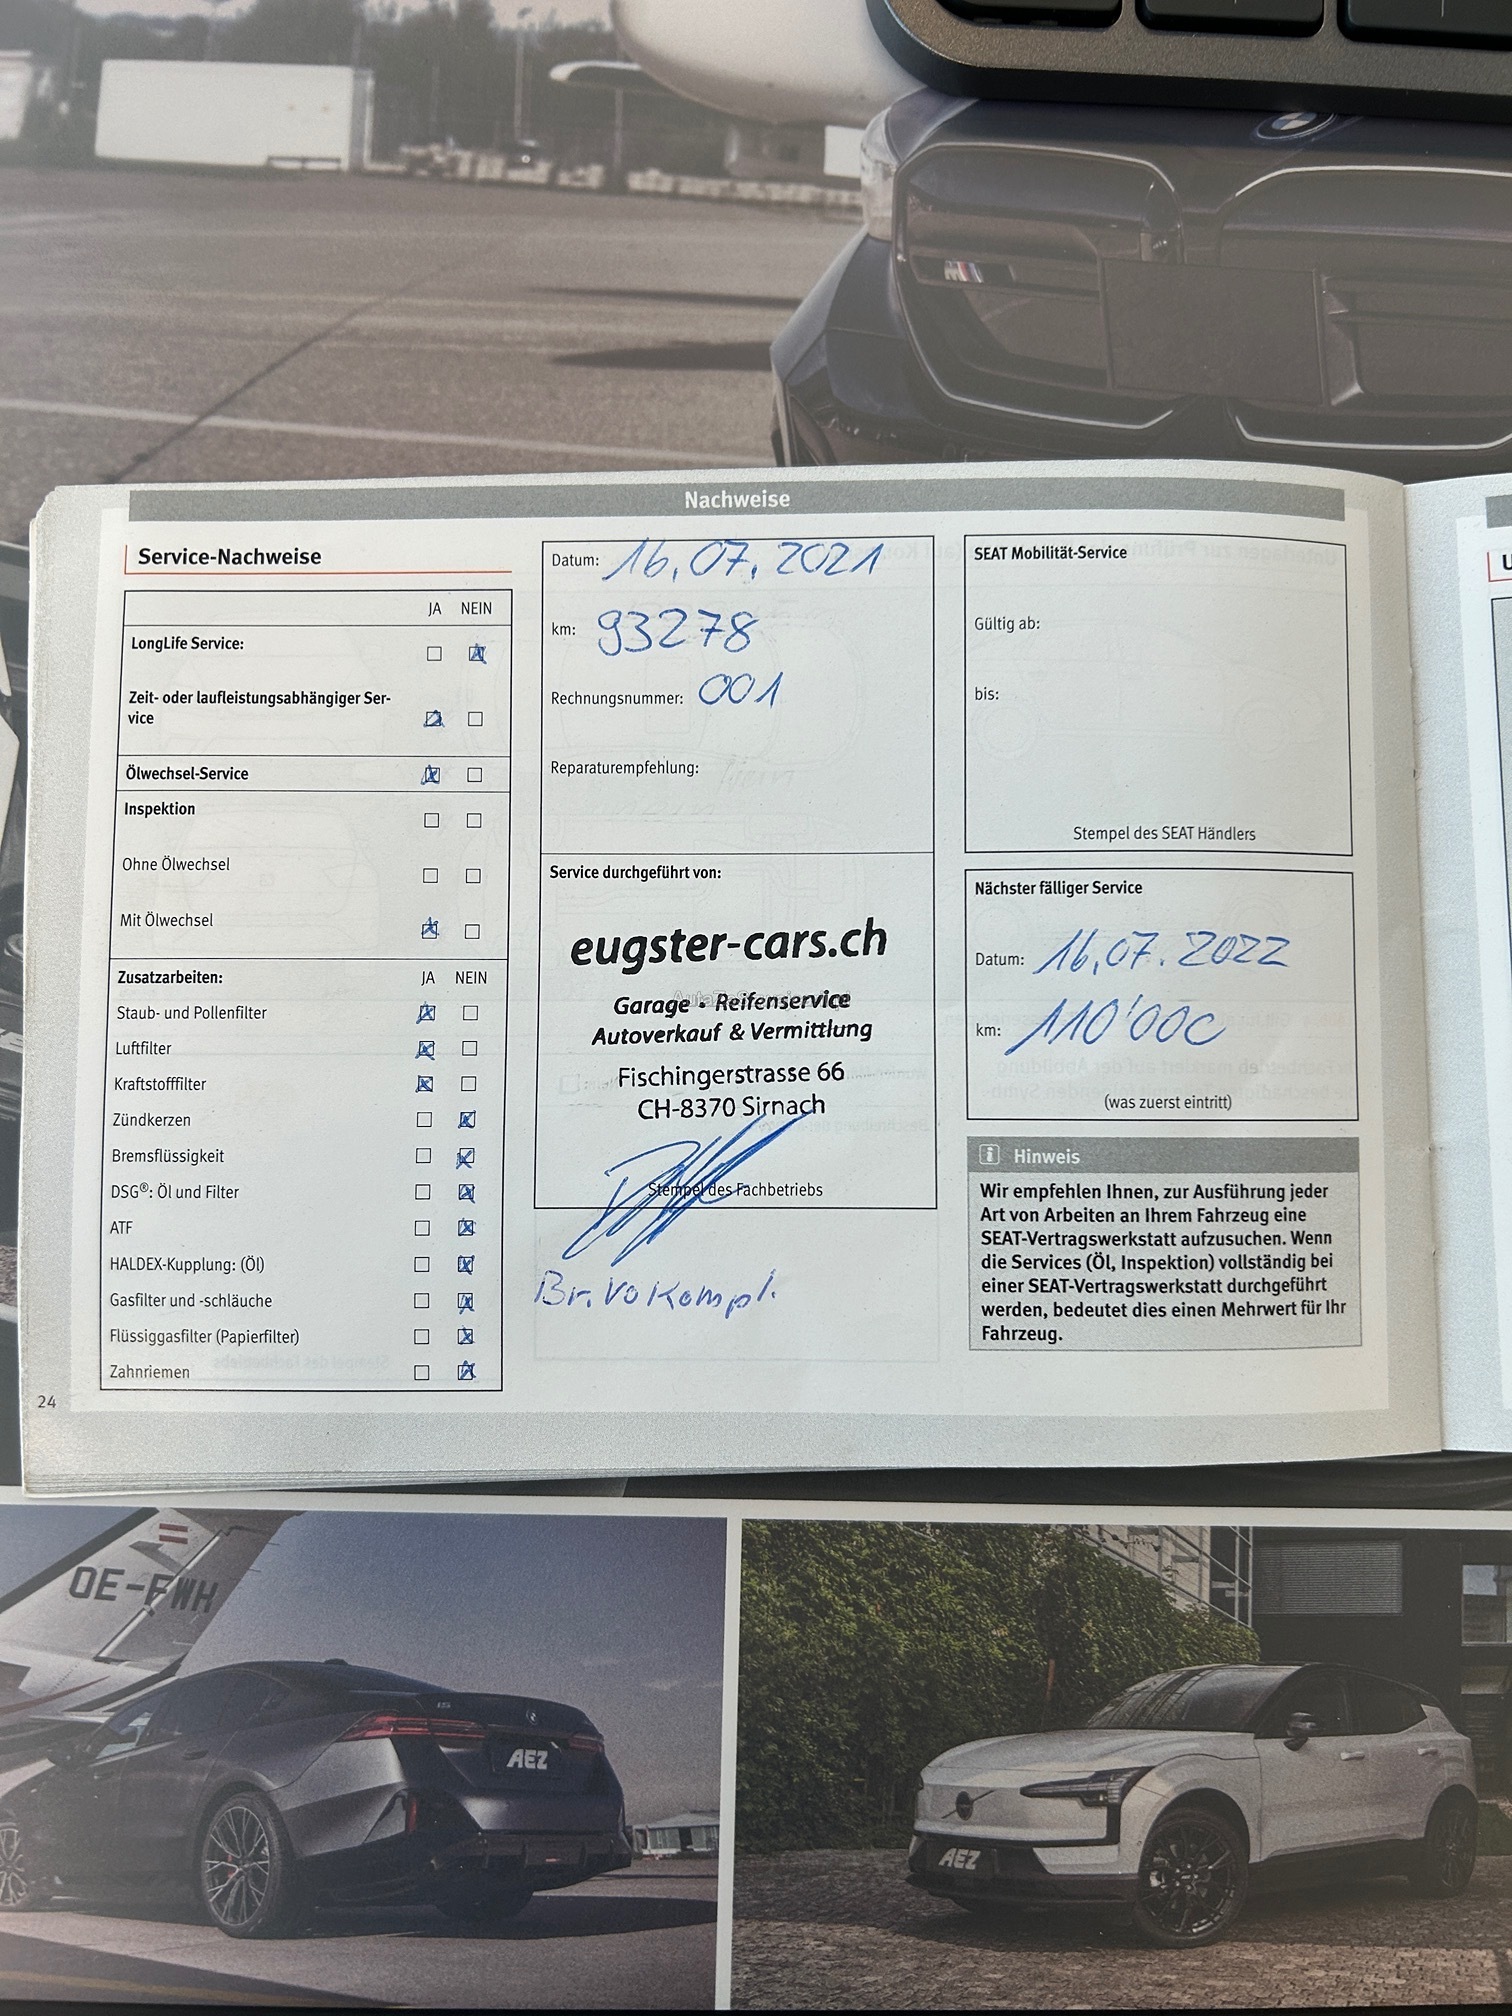 Nachweise
Service-Nachweise
JA NEIN
LongLife Service:
Zeit- oder laufleistungsabhängiger Ser-
vice
Ölwechsel-Service
Inspektion
Ohne Ölwechsel
Mit Ölwechsel
Zusatzarbeiten: JA NEIN
Staub- und Pollenfilter
Luftfilter
Kraftstofffilter
Zündkerzen
Bremsflüssigkeit
DSG®: Öl und Filter
ATF
HALDEX-Kupplung: (Öl)
Gasfilter und -schläuche
Flüssiggasfilter (Papierfilter)
Zahnriemen
24
Datum: 16.07.2021
km: 93278
Rechnungsnummer: 001
Reparaturempfehlung:
Service durchgeführt von:
eugster-cars.ch
Garage • Reifenservice
Autoverkauf & Vermittlung
Fischingerstrasse 66
CH-8370 Sirnach
Stempel des Fachbetriebs
Br. Vo Kompl.
SEAT Mobilität-Service
Gültig ab:
bis:
Stempel des SEAT Händlers
Nächster fälliger Service
Datum: 16.07.2022
km: 110'000
(was zuerst eintritt)
i Hinweis
Wir empfehlen Ihnen, zur Ausführung jeder
Art von Arbeiten an Ihrem Fahrzeug eine
SEAT-Vertragswerkstatt aufzusuchen. Wenn
die Services (Öl, Inspektion) vollständig bei
einer SEAT-Vertragswerkstatt durchgeführt
werden, bedeutet dies einen Mehrwert für Ihr
Fahrzeug.
OE-FWH
i5
AEZ
AEZ